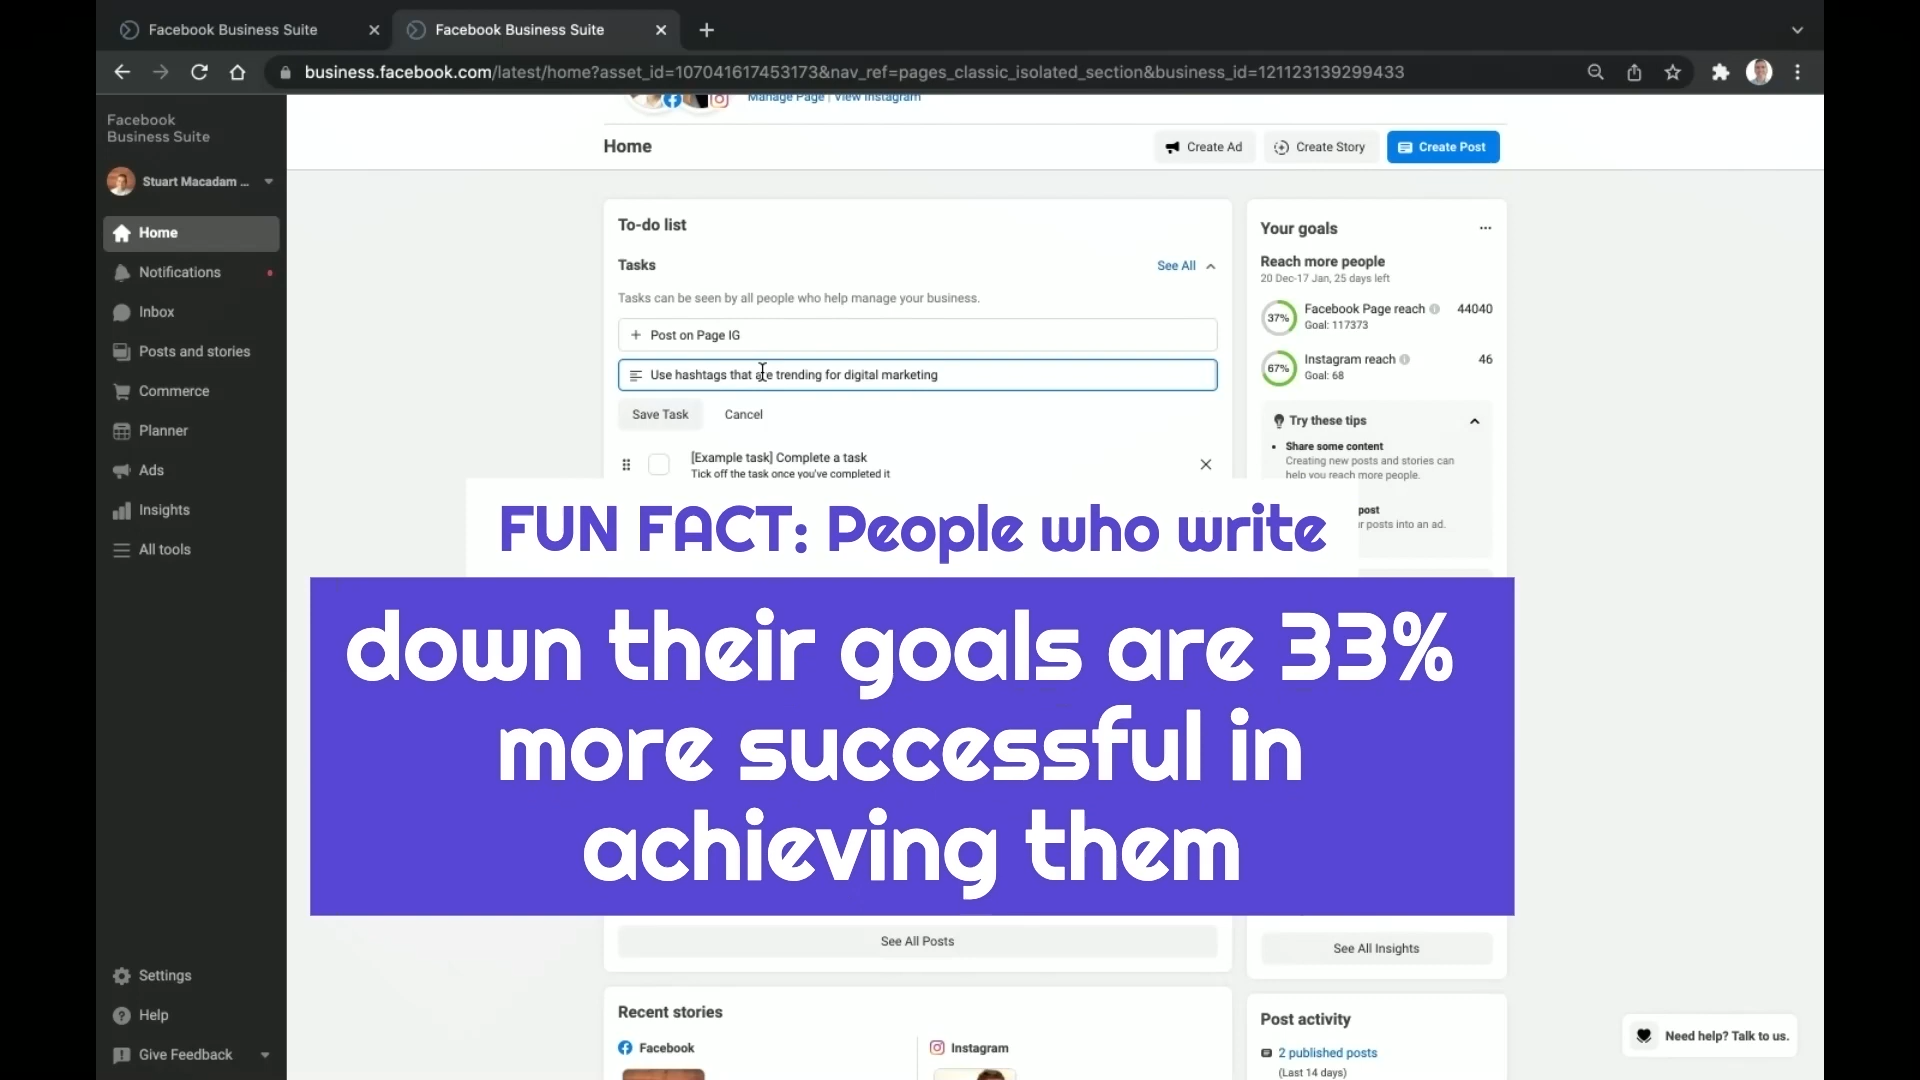 Facebook Business Suite
Facebook Business Suite
business.facebook.com/latest/home?asset_id=107041617453173&nav_ref=pages_classic_isolated_section&business_id=121123139299433
Facebook
Business Suite
Stuart Macadam ...
Home
Notifications
Inbox
Posts and stories
Commerce
Planner
Ads
Insights
All tools
Settings
Help
Give Feedback
Manage Page | View Instagram
Home
Create Ad
Create Story
Create Post
To-do list
Tasks
See All
Tasks can be seen by all people who help manage your business.
+ Post on Page IG
Use hashtags that are trending for digital marketing
Save Task
Cancel
[Example task] Complete a task
Tick off the task once you've completed it
FUN FACT: People who write
down their goals are 33%
more successful in
achieving them
See All Posts
Recent stories
Facebook
Instagram
Your goals
Reach more people
20 Dec-17 Jan, 25 days left
37%
Facebook Page reach
44040
Goal: 117373
67%
Instagram reach
46
Goal: 68
Try these tips
• Share some content
Creating new posts and stories can
help you reach more people.
post
r posts into an ad.
See All Insights
Post activity
2 published posts
(Last 14 days)
Need help? Talk to us.